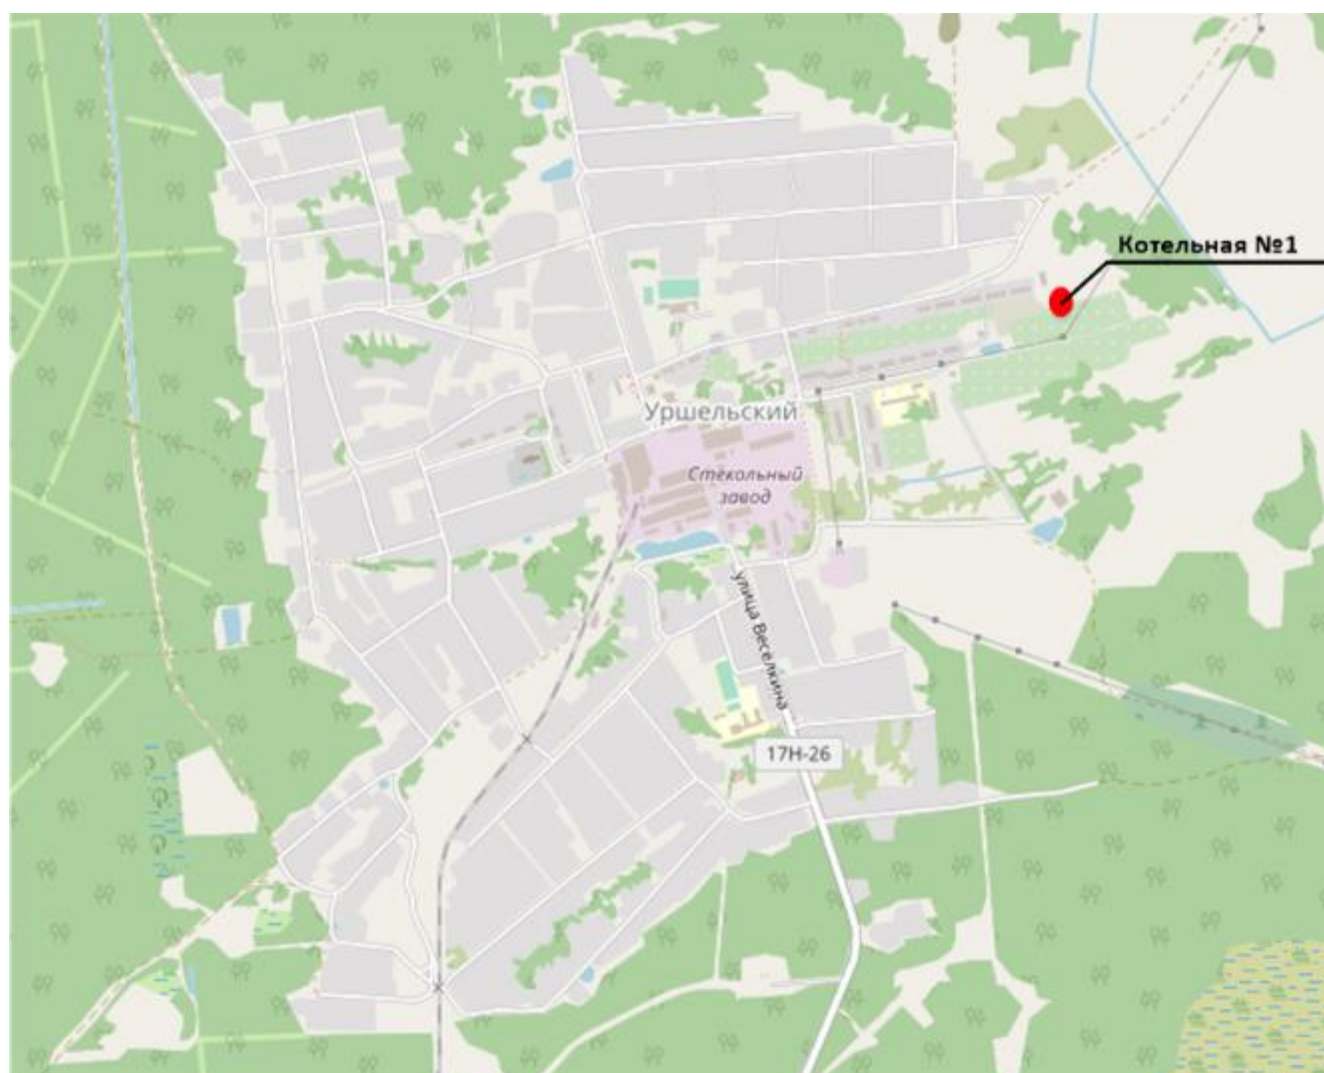 Котельная №1
Уршельский
Стекольный
завод
улица Веселкина
17Н-26